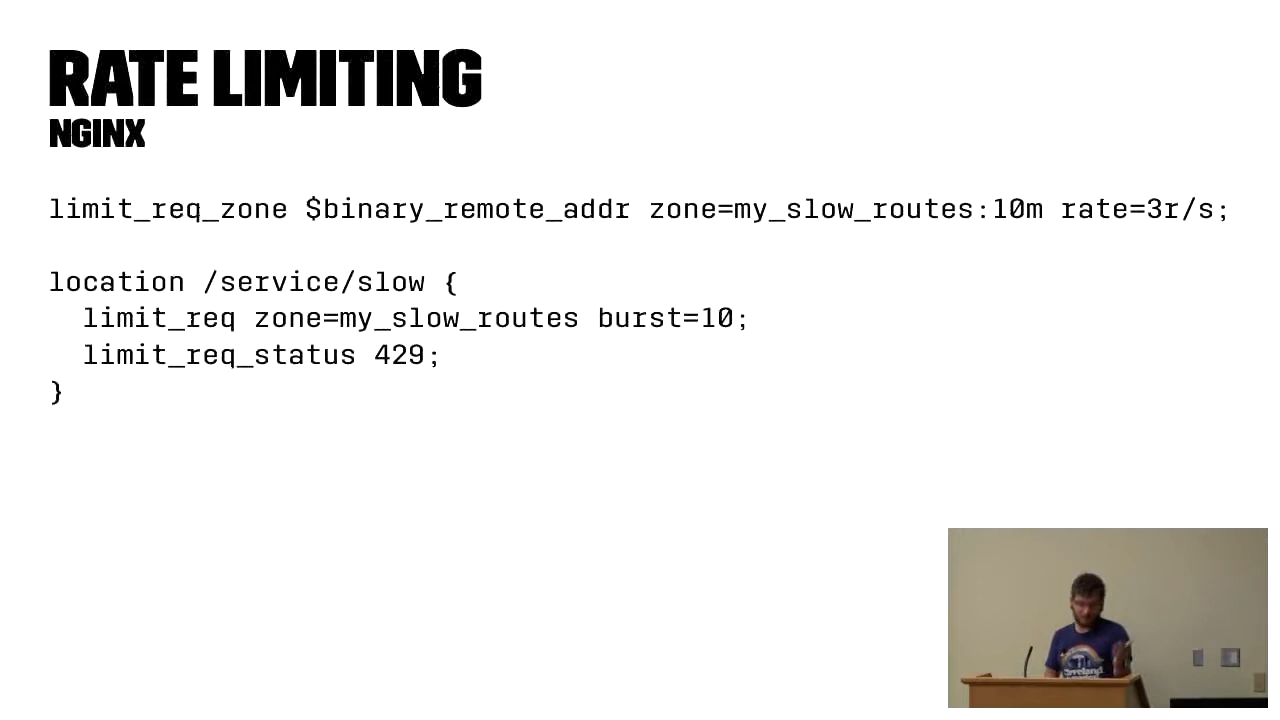 RATE LIMITING
NGINX
limit_req_zone $binary_remote_addr zone=my_slow_routes:10m rate=3r/s;
location /service/slow {
limit_req zone=my_slow_routes burst=10;
limit_req_status 429;
}
Cleveland